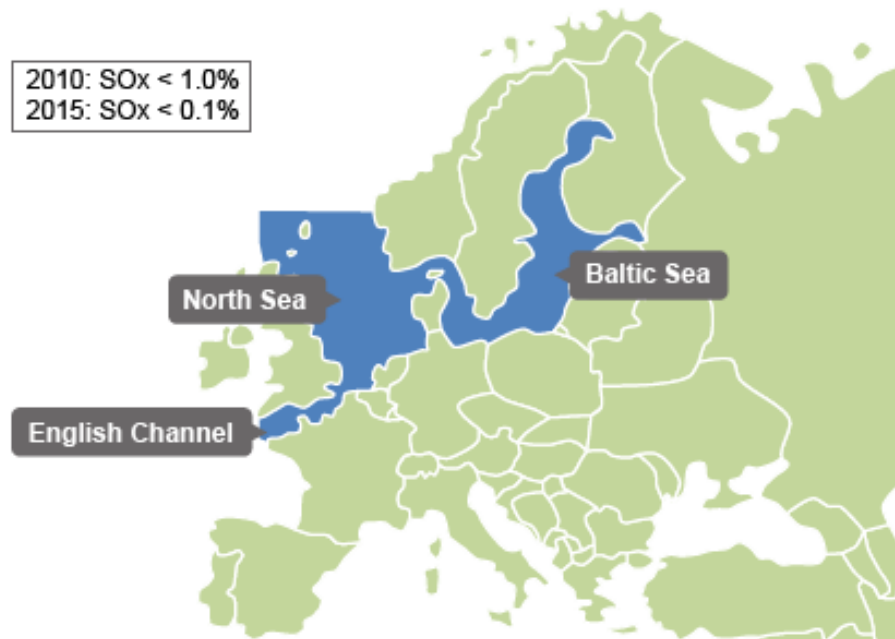 2010: SOx < 1.0%
2015: SOx < 0.1%
Baltic Sea
North Sea
English Channel